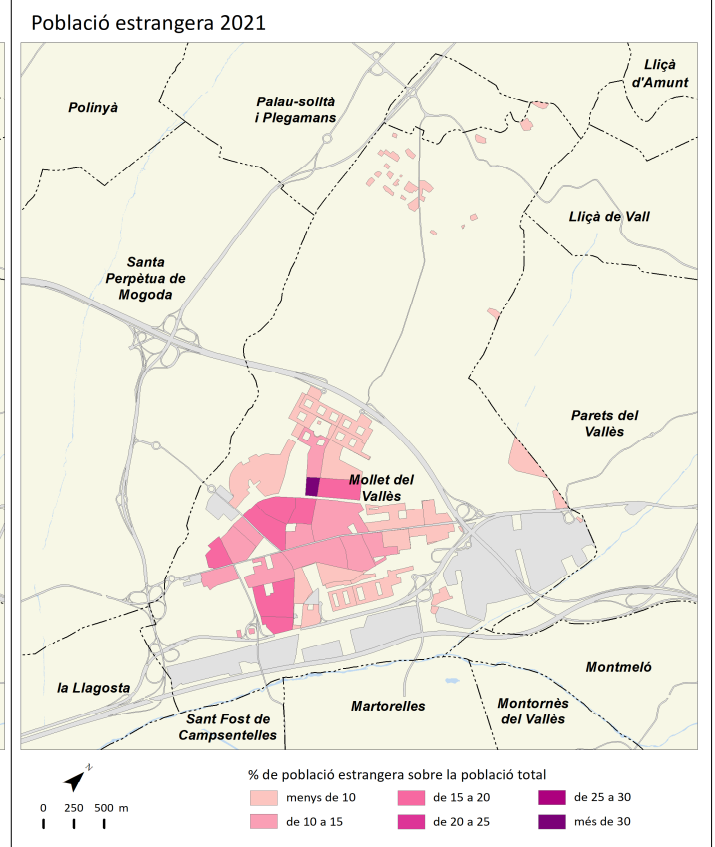 Població estrangera 2021
Lliçà
d'Amunt
Polinyà
Palau-solltà
i Plegamans
Lliçà de Vall
Santa
Perpètua de
Mogoda
Parets del
Vallès
Mollet del
Vallès
Montmeló
la Llagosta
Martorelles
Montornès
del Vallès
Sant Fost de
Campsentelles
N
0 250 500 m
% de població estrangera sobre la població total
menys de 10
de 15 a 20
de 25 a 30
de 10 a 15
de 20 a 25
més de 30